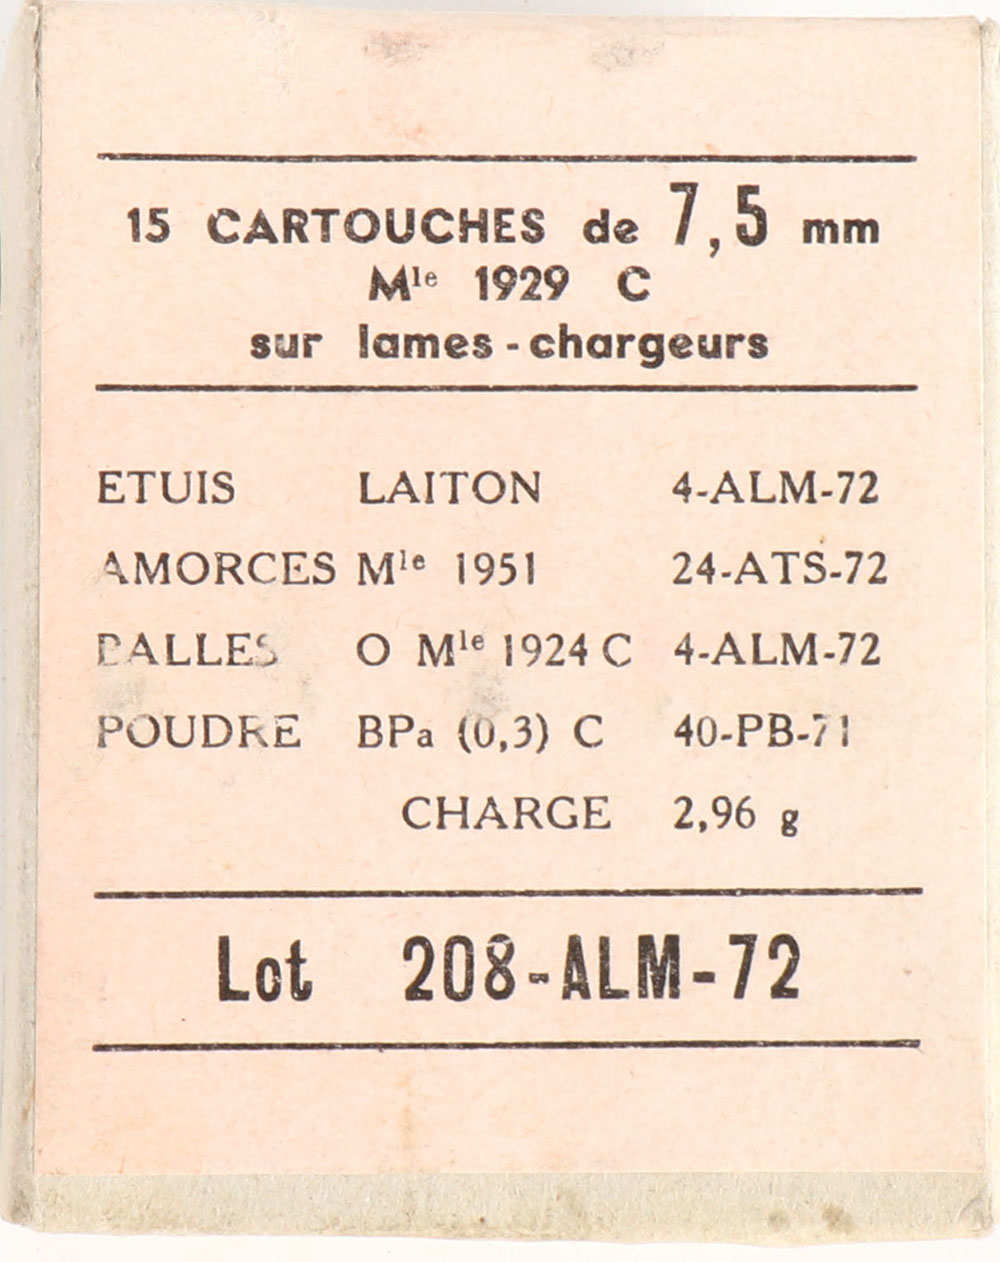 15 CARTOUCHES de 7,5 mm
Mle 1929 C
sur lames-chargeurs
ETUIS LAITON 4-ALM-72
AMORCES Mle 1951 24-ATS-72
BALLES O Mle 1924 C 4-ALM-72
POUDRE BPa (0,3) C 40-PB-71
CHARGE 2,96 g
Lot 208-ALM-72